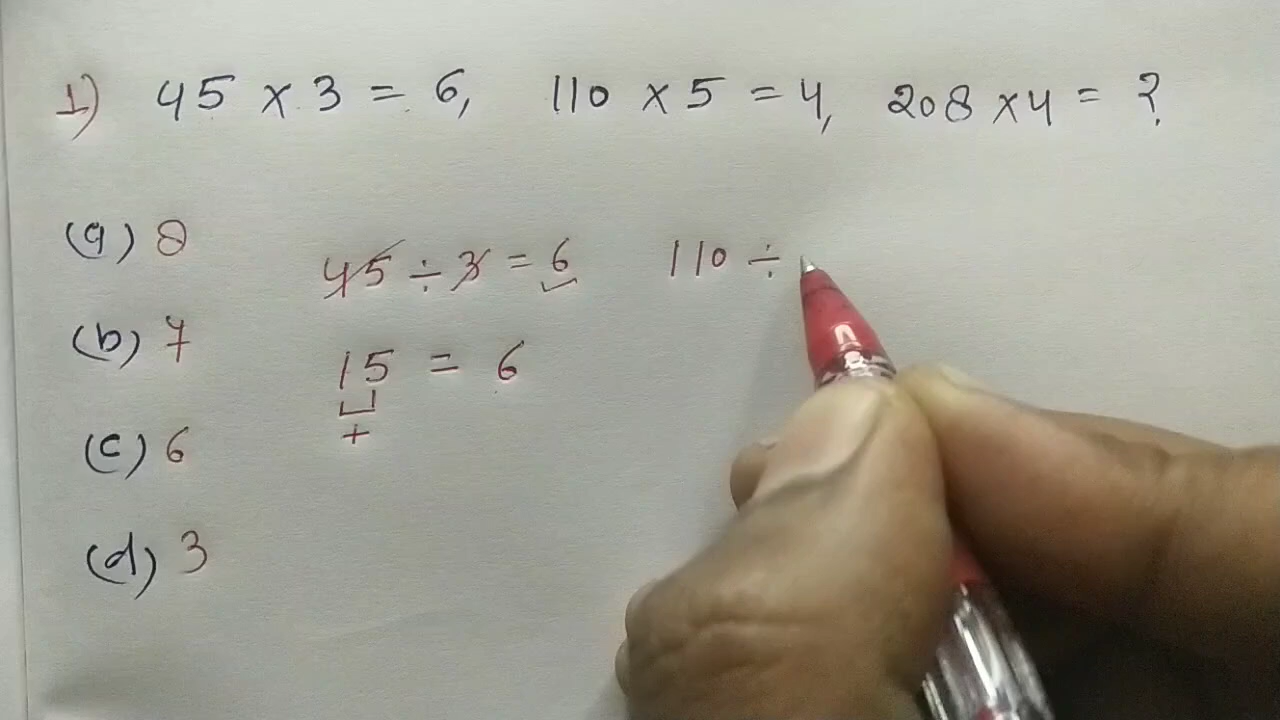 1) 45 × 3 = 6, 110 × 5 = 4, 208 × 4 = ?
(a) 8
45 ÷ 3 = 6 110 ÷
(b) 7
15 = 6
+
(c) 6
(d) 3